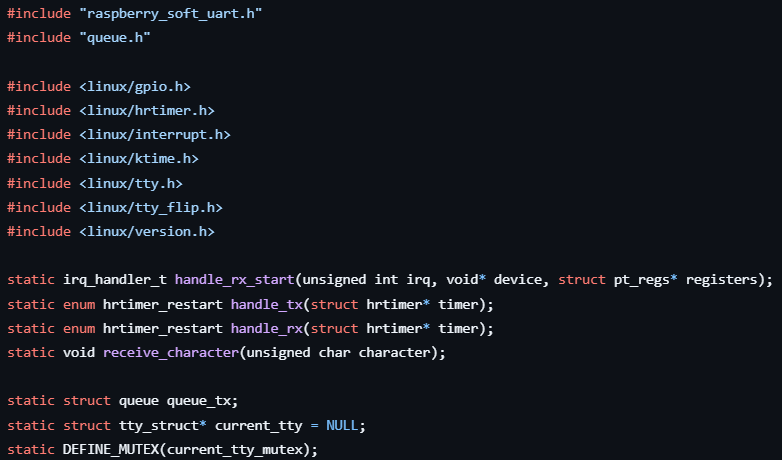 #include "raspberry_soft_uart.h"
#include "queue.h"
#include <linux/gpio.h>
#include <linux/hrtimer.h>
#include <linux/interrupt.h>
#include <linux/ktime.h>
#include <linux/tty.h>
#include <linux/tty_flip.h>
#include <linux/version.h>
static irq_handler_t handle_rx_start(unsigned int irq, void* device, struct pt_regs* registers);
static enum hrtimer_restart handle_tx(struct hrtimer* timer);
static enum hrtimer_restart handle_rx(struct hrtimer* timer);
static void receive_character(unsigned char character);
static struct queue queue_tx;
static struct tty_struct* current_tty = NULL;
static DEFINE_MUTEX(current_tty_mutex);